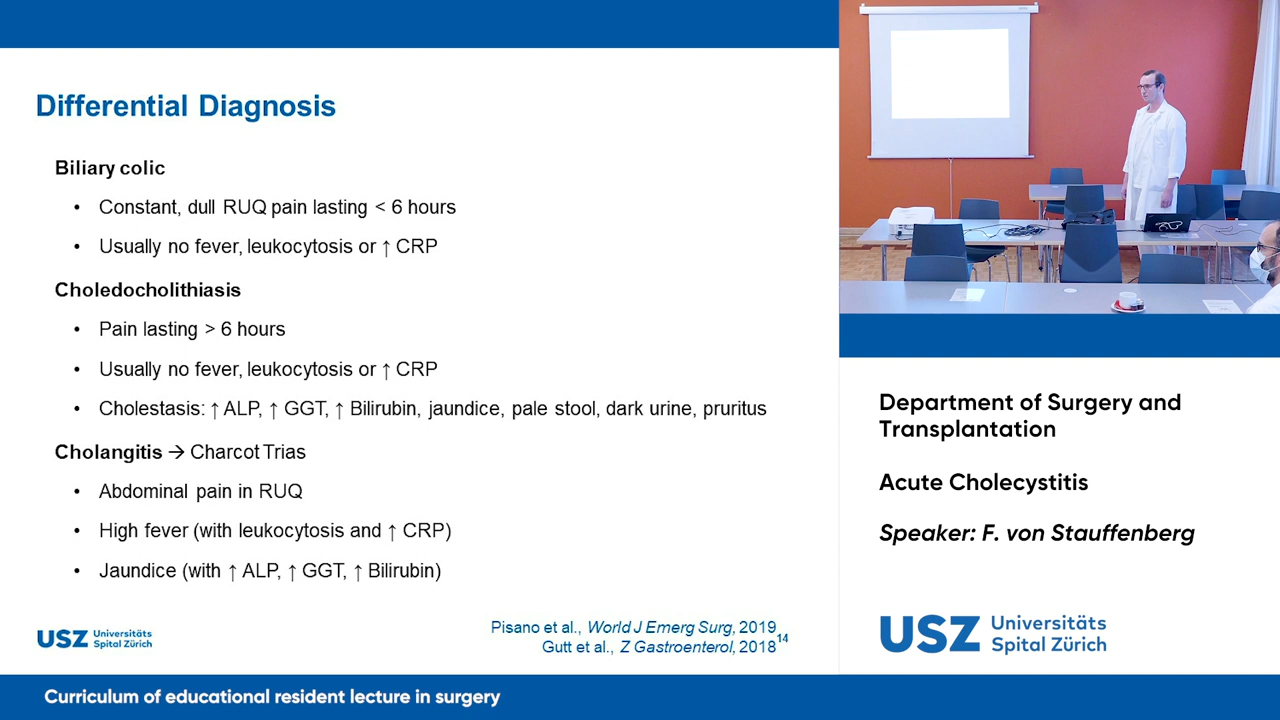 Differential Diagnosis
Biliary colic
• Constant, dull RUQ pain lasting < 6 hours
• Usually no fever, leukocytosis or ↑ CRP
Choledocholithiasis
• Pain lasting > 6 hours
• Usually no fever, leukocytosis or ↑ CRP
• Cholestasis: ↑ ALP, ↑ GGT, ↑ Bilirubin, jaundice, pale stool, dark urine, pruritus
Cholangitis → Charcot Trias
• Abdominal pain in RUQ
• High fever (with leukocytosis and ↑ CRP)
• Jaundice (with ↑ ALP, ↑ GGT, ↑ Bilirubin)
Pisano et al., World J Emerg Surg, 2019
Gutt et al., Z Gastroenterol, 2018
14
USZ Universitäts
Spital Zürich
Department of Surgery and
Transplantation
Acute Cholecystitis
Speaker: F. von Stauffenberg
USZ Universitäts
Spital Zürich
Curriculum of educational resident lecture in surgery